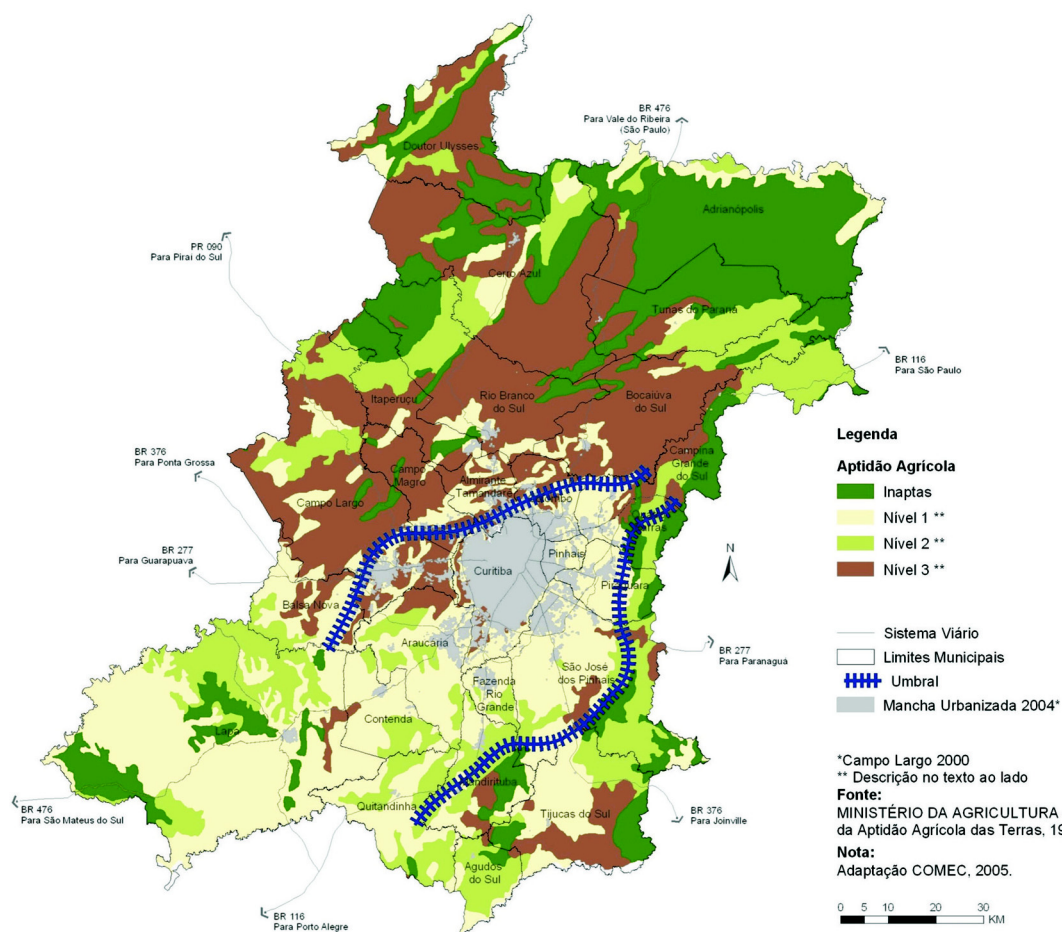 BR 476
Para Vale do Ribeira
(São Paulo)
Doutor Ulysses
Adrianópolis
PR 090
Para Piraí do Sul
Cerro Azul
Tunas do Paraná
BR 116
Para São Paulo
Itaperuçu
Rio Branco
do Sul
Bocaiúva
do Sul
BR 376
Para Ponta Grossa
Campo
Magro
Almirante
Tamandaré
Campina
Grande
do Sul
Campo Largo
BR 277
Para Guarapuava
Pinhais
Curitiba
Balsa Nova
Araucária
São José
dos Pinhais
BR 277
Para Paranaguá
Fazenda
Rio
Grande
Contenda
Lapa
Quitandinha
Tijucas do Sul
BR 476
Para São Mateus do Sul
BR 376
Para Joinville
Agudos
do Sul
BR 116
Para Porto Alegre
N
Legenda
Aptidão Agrícola
Inaptas
Nível 1 **
Nível 2 **
Nível 3 **
Sistema Viário
Limites Municipais
Umbral
Mancha Urbanizada 2004*
*Campo Largo 2000
** Descrição no texto ao lado
Fonte:
MINISTÉRIO DA AGRICULTURA
da Aptidão Agrícola das Terras, 19
Nota:
Adaptação COMEC, 2005.
0 5 10 20 30
KM